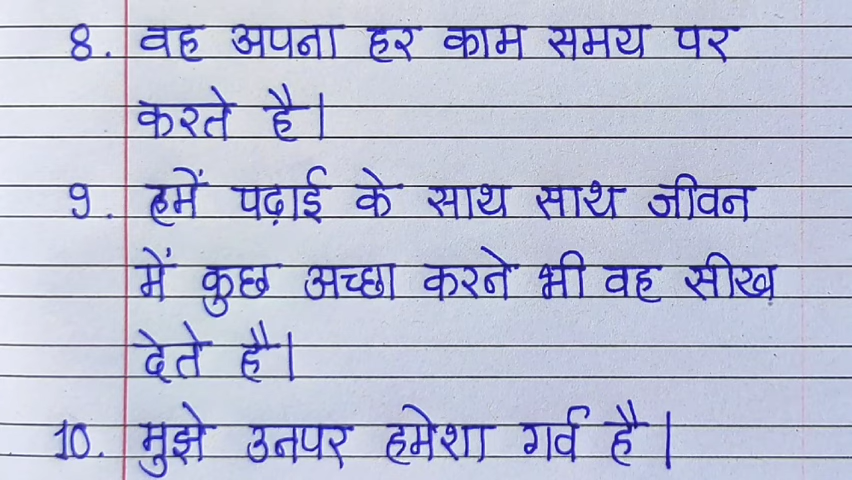 8. वह अपना हर काम समय पर
करते है।
9. हमें पढ़ाई के साथ साथ जीवन
में कुछ अच्छा करने भी वह सीख
देते है।
10. मुझे उनपर हमेशा गर्व है।